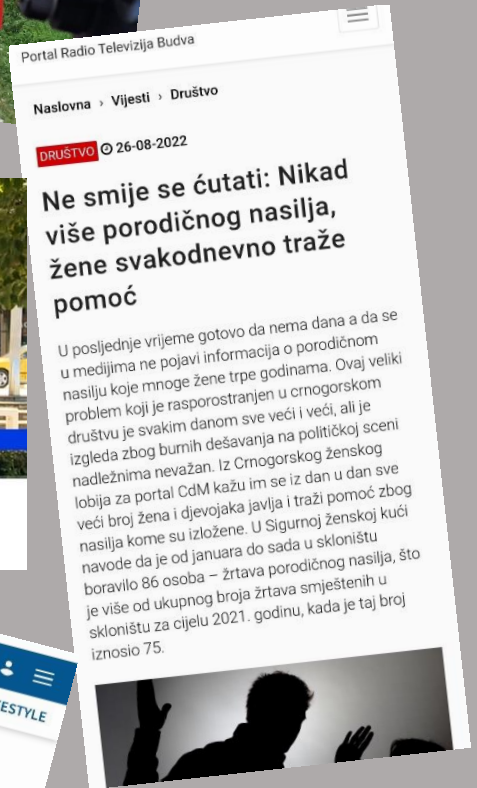 Portal Radio Televizija Budva
Naslovna › Vijesti › Društvo
DRUŠTVO 26-08-2022
Ne smije se ćutati: Nikad
više porodičnog nasilja,
žene svakodnevno traže
pomoć
U posljednje vrijeme gotovo da nema dana a da se
u medijima ne pojavi informacija o porodičnom
nasilju koje mnoge žene trpe godinama. Ovaj veliki
problem koji je rasporostranjen u crnogorskom
društvu je svakim danom sve veći i veći, ali je
izgleda zbog burnih dešavanja na političkoj sceni
nadležnima nevažan. Iz Crnogorskog ženskog
lobija za portal CdM kažu im se iz dan u dan sve
veći broj žena i djevojaka javlja i traži pomoć zbog
nasilja kome su izložene. U Sigurnoj ženskoj kući
navode da je od januara do sada u skloništu
boravilo 86 osoba – žrtava porodičnog nasilja, što
je više od ukupnog broja žrtava smještenih u
skloništu za cijelu 2021. godinu, kada je taj broj
iznosio 75.
ESTYLE